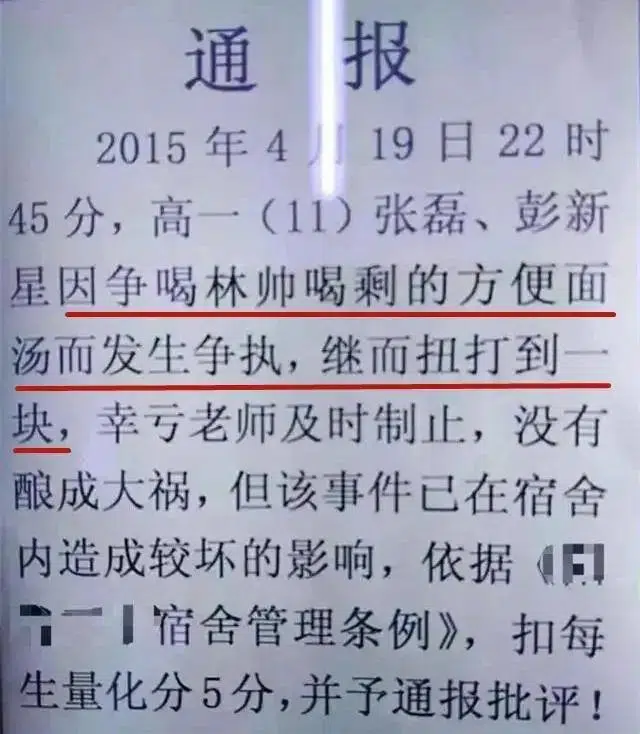 通 报
2015 年 4 月 19 日 22 时
45 分，高一（11）张磊、彭新
星因争喝林帅喝剩的方便面
汤而发生争执，继而扭打到一
块，幸亏老师及时制止，没有
酿成大祸，但该事件已在宿舍
内造成较坏的影响，依据《
宿舍管理条例》，扣每
生量化分 5 分，并予通报批评！